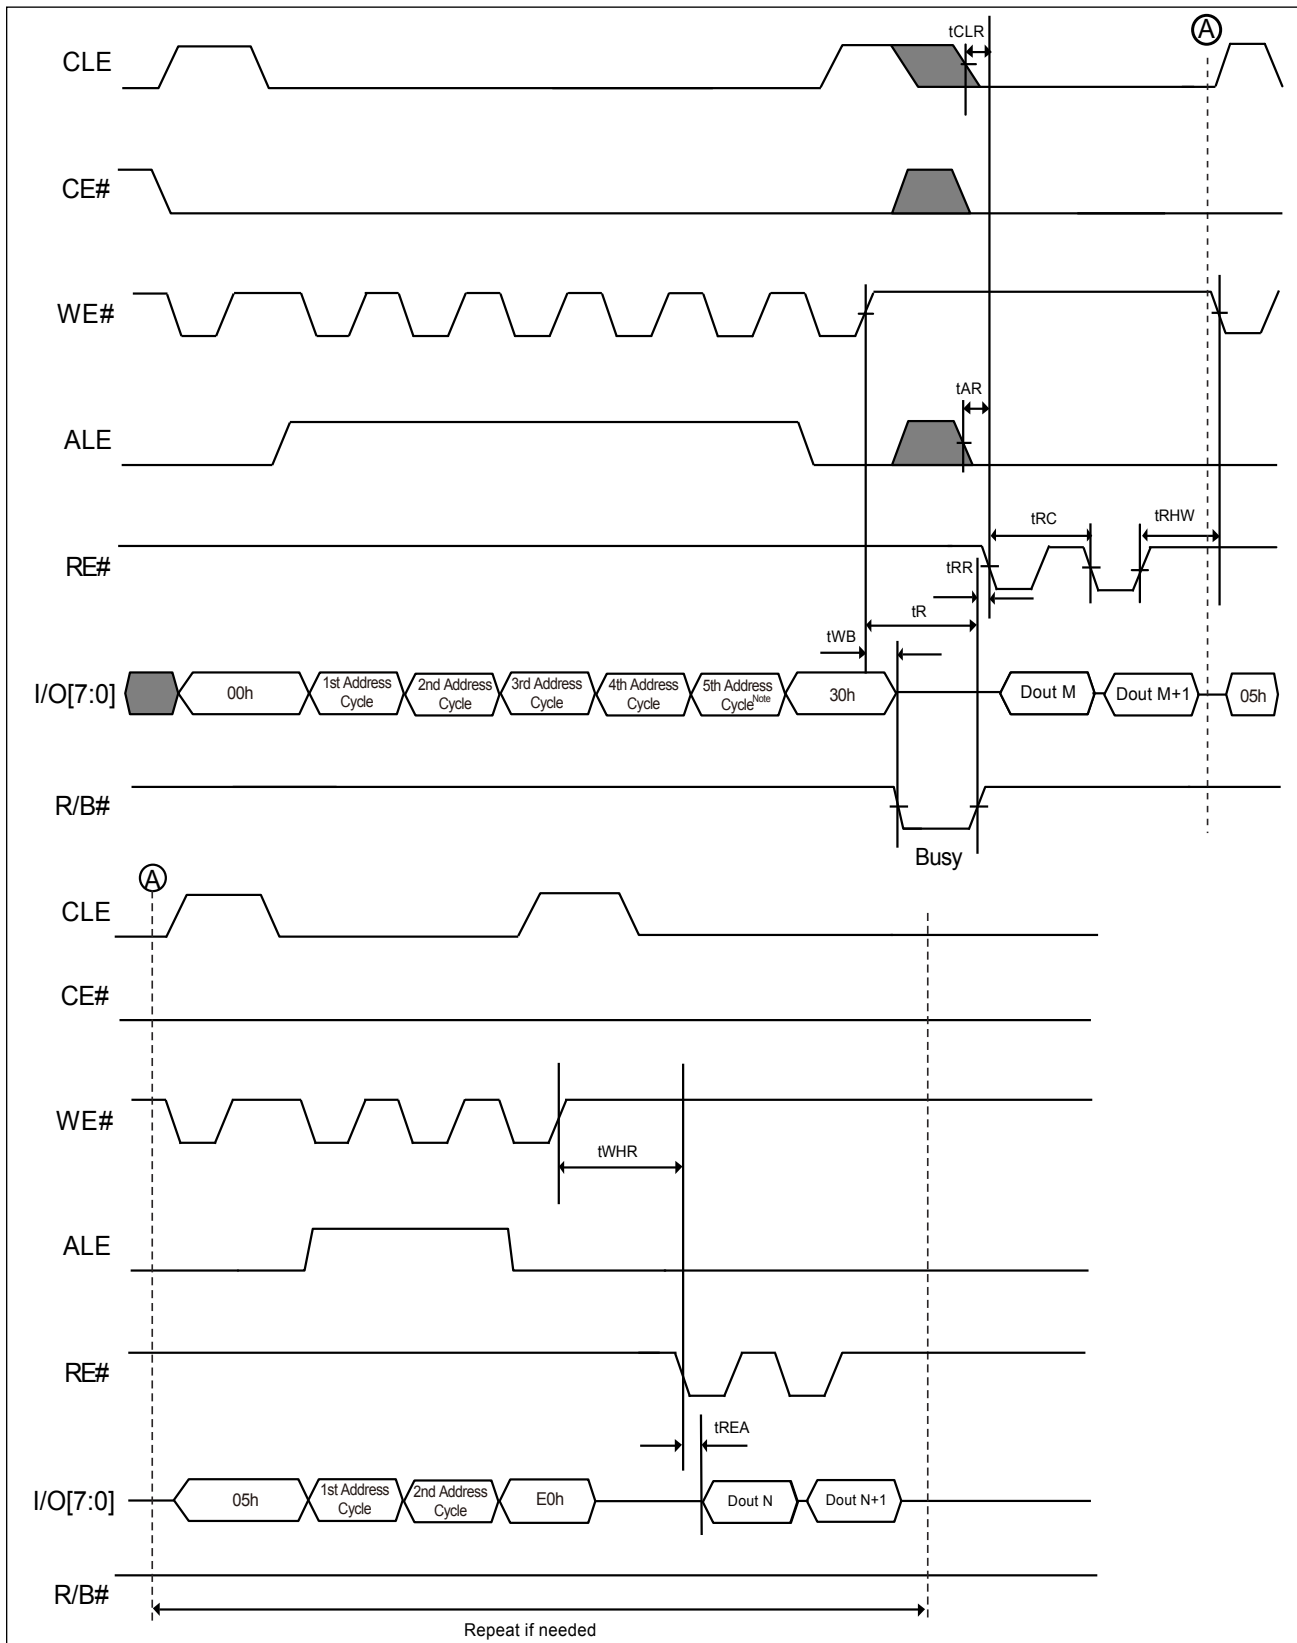 tCLR
A
CLE
CE#
WE#
tAR
ALE
tRC
tRHW
RE#
tRR
tR
tWB
I/O[7:0]
00h
1st Address
Cycle
2nd Address
Cycle
3rd Address
Cycle
4th Address
Cycle
5th Address
Cycle Note
30h
Dout M
Dout M+1
05h
R/B#
Busy
A
CLE
CE#
WE#
tWHR
ALE
RE#
tREA
I/O[7:0]
05h
1st Address
Cycle
2nd Address
Cycle
E0h
Dout N
Dout N+1
R/B#
Repeat if needed